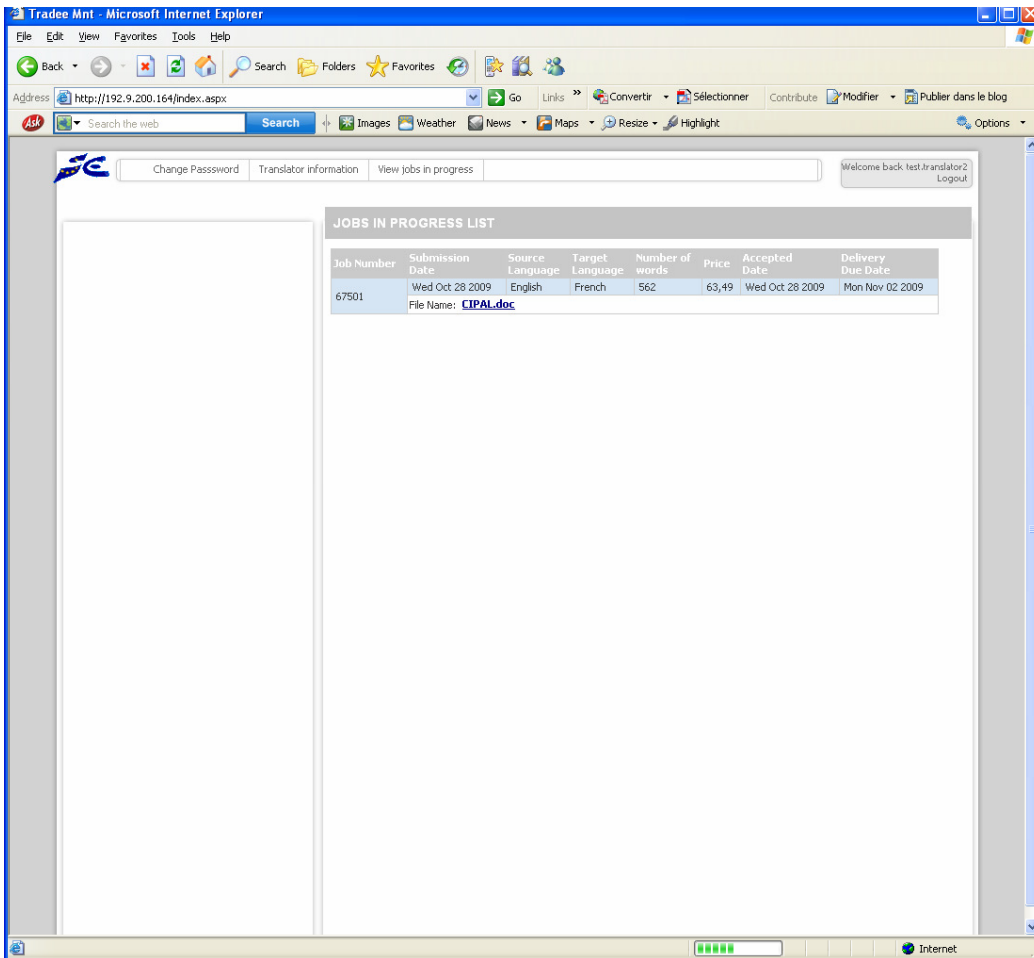 Tradee Mnt - Microsoft Internet Explorer
File Edit View Favorites Tools Help
Back Search Folders Favorites
Address http://192.9.200.164/index.aspx Go Links » Convertir Sélectionner Contribute Modifier Publier dans le blog
Ask Search the web Search Images Weather News Maps Resize Highlight Options
Change Passsword Translator information View jobs in progress
Welcome back test.translator2
Logout
JOBS IN PROGRESS LIST
Job Number Submission Date Source Language Target Language Number of words Price Accepted Date Delivery Due Date
67501 Wed Oct 28 2009 English French 562 63,49 Wed Oct 28 2009 Mon Nov 02 2009
File Name: CIPAL.doc
Internet